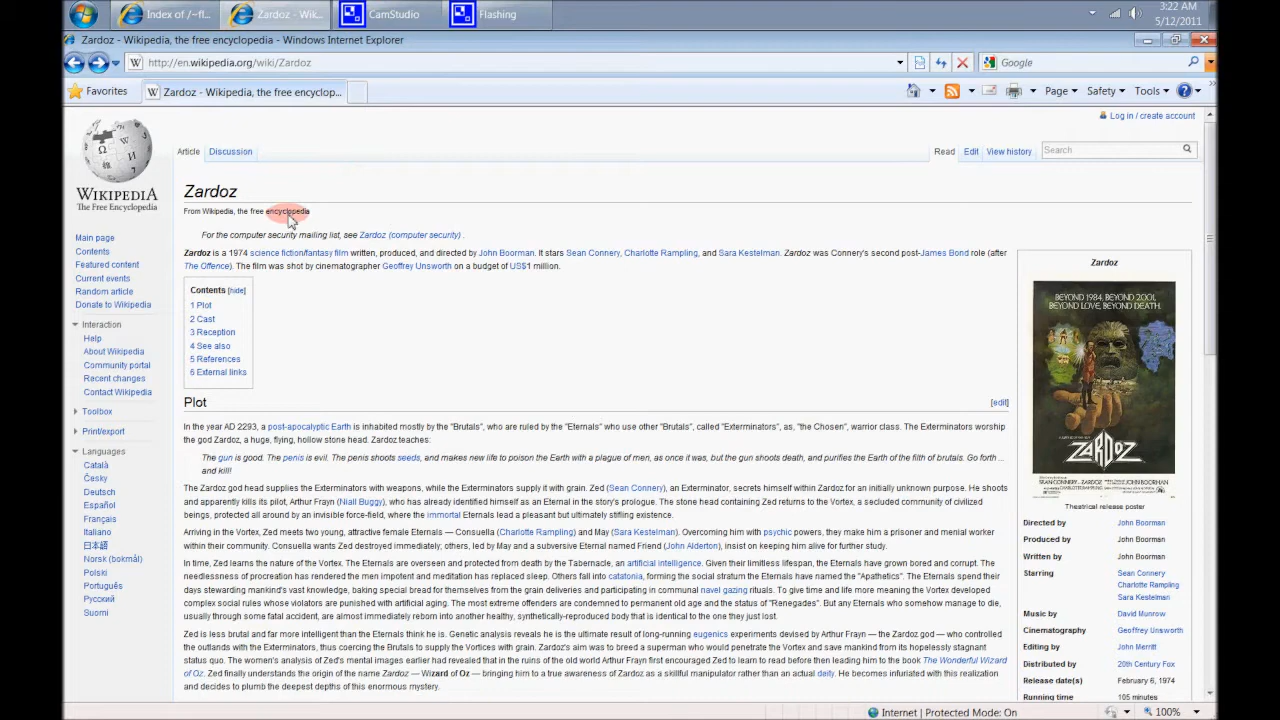 Index of /~fl...
Zardoz - Wik...
CamStudio
Flashing
3:22 AM
5/12/2011
Zardoz - Wikipedia, the free encyclopedia - Windows Internet Explorer
http://en.wikipedia.org/wiki/Zardoz
Google
Favorites
Zardoz - Wikipedia, the free encyclop...
Page
Safety
Tools
Log in / create account
Article
Discussion
Read
Edit
View history
Search
WIKIPEDIA
The Free Encyclopedia
Main page
Contents
Featured content
Current events
Random article
Donate to Wikipedia
Interaction
Help
About Wikipedia
Community portal
Recent changes
Contact Wikipedia
Toolbox
Print/export
Languages
Català
Česky
Deutsch
Español
Français
Italiano
日本語
Norsk (bokmål)
Polski
Português
Русский
Suomi
Zardoz
From Wikipedia, the free encyclopedia
For the computer security mailing list, see Zardoz (computer security) .
Zardoz is a 1974 science fiction/fantasy film written, produced, and directed by John Boorman. It stars Sean Connery, Charlotte Rampling, and Sara Kestelman. Zardoz was Connery's second post-James Bond role (after
The Offence). The film was shot by cinematographer Geoffrey Unsworth on a budget of US$1 million.
Contents [hide]
1 Plot
2 Cast
3 Reception
4 See also
5 References
6 External links
Plot
[edit]
In the year AD 2293, a post-apocalyptic Earth is inhabited mostly by the "Brutals", who are ruled by the "Eternals" who use other "Brutals", called "Exterminators", as, "the Chosen", warrior class. The Exterminators worship
the god Zardoz, a huge, flying, hollow stone head. Zardoz teaches:
The gun is good. The penis is evil. The penis shoots seeds, and makes new life to poison the Earth with a plague of men, as once it was, but the gun shoots death, and purifies the Earth of the filth of brutals. Go forth ...
and kill!
The Zardoz god head supplies the Exterminators with weapons, while the Exterminators supply it with grain. Zed (Sean Connery), an Exterminator, secrets himself within Zardoz for an initially unknown purpose. He shoots
and apparently kills its pilot, Arthur Frayn (Niall Buggy), who has already identified himself as an Eternal in the story's prologue. The stone head containing Zed returns to the Vortex, a secluded community of civilized
beings, protected all around by an invisible force-field, where the immortal Eternals lead a pleasant but ultimately stifling existence.
Arriving in the Vortex, Zed meets two young, attractive female Eternals — Consuella (Charlotte Rampling) and May (Sara Kestelman). Overcoming him with psychic powers, they make him a prisoner and menial worker
within their community. Consuella wants Zed destroyed immediately; others, led by May and a subversive Eternal named Friend (John Alderton), insist on keeping him alive for further study.
In time, Zed learns the nature of the Vortex. The Eternals are overseen and protected from death by the Tabernacle, an artificial intelligence. Given their limitless lifespan, the Eternals have grown bored and corrupt. The
needlessness of procreation has rendered the men impotent and meditation has replaced sleep. Others fall into catatonia, forming the social stratum the Eternals have named the "Apathetics". The Eternals spend their
days stewarding mankind's vast knowledge, baking special bread for themselves from the grain deliveries and participating in communal navel gazing rituals. To give time and life more meaning the Vortex developed
complex social rules whose violators are punished with artificial aging. The most extreme offenders are condemned to permanent old age and the status of "Renegades". But any Eternals who somehow manage to die,
usually through some fatal accident, are almost immediately reborn into another healthy, synthetically-reproduced body that is identical to the one they just lost.
Zed is less brutal and far more intelligent than the Eternals think he is. Genetic analysis reveals he is the ultimate result of long-running eugenics experiments devised by Arthur Frayn — the Zardoz god — who controlled
the outlands with the Exterminators, thus coercing the Brutals to supply the Vortices with grain. Zardoz's aim was to breed a superman who would penetrate the Vortex and save mankind from its hopelessly stagnant
status quo. The women's analysis of Zed's mental images earlier had revealed that in the ruins of the old world Arthur Frayn first encouraged Zed to learn to read before then leading him to the book The Wonderful Wizard
of Oz. Zed finally understands the origin of the name Zardoz — Wizard of Oz — bringing him to a true awareness of Zardoz as a skillful manipulator rather than an actual deity. He becomes infuriated with this realization
and decides to plumb the deepest depths of this enormous mystery.
Zardoz
BEYOND 1984, BEYOND 2001,
BEYOND LOVE, BEYOND DEATH.
ZARDOZ
Theatrical release poster
Directed by
John Boorman
Produced by
John Boorman
Written by
John Boorman
Starring
Sean Connery
Charlotte Rampling
Sara Kestelman
Music by
David Munrow
Cinematography
Geoffrey Unsworth
Editing by
John Merritt
Distributed by
20th Century Fox
Release date(s)
February 6, 1974
Running time
105 minutes
Internet | Protected Mode: On
100%